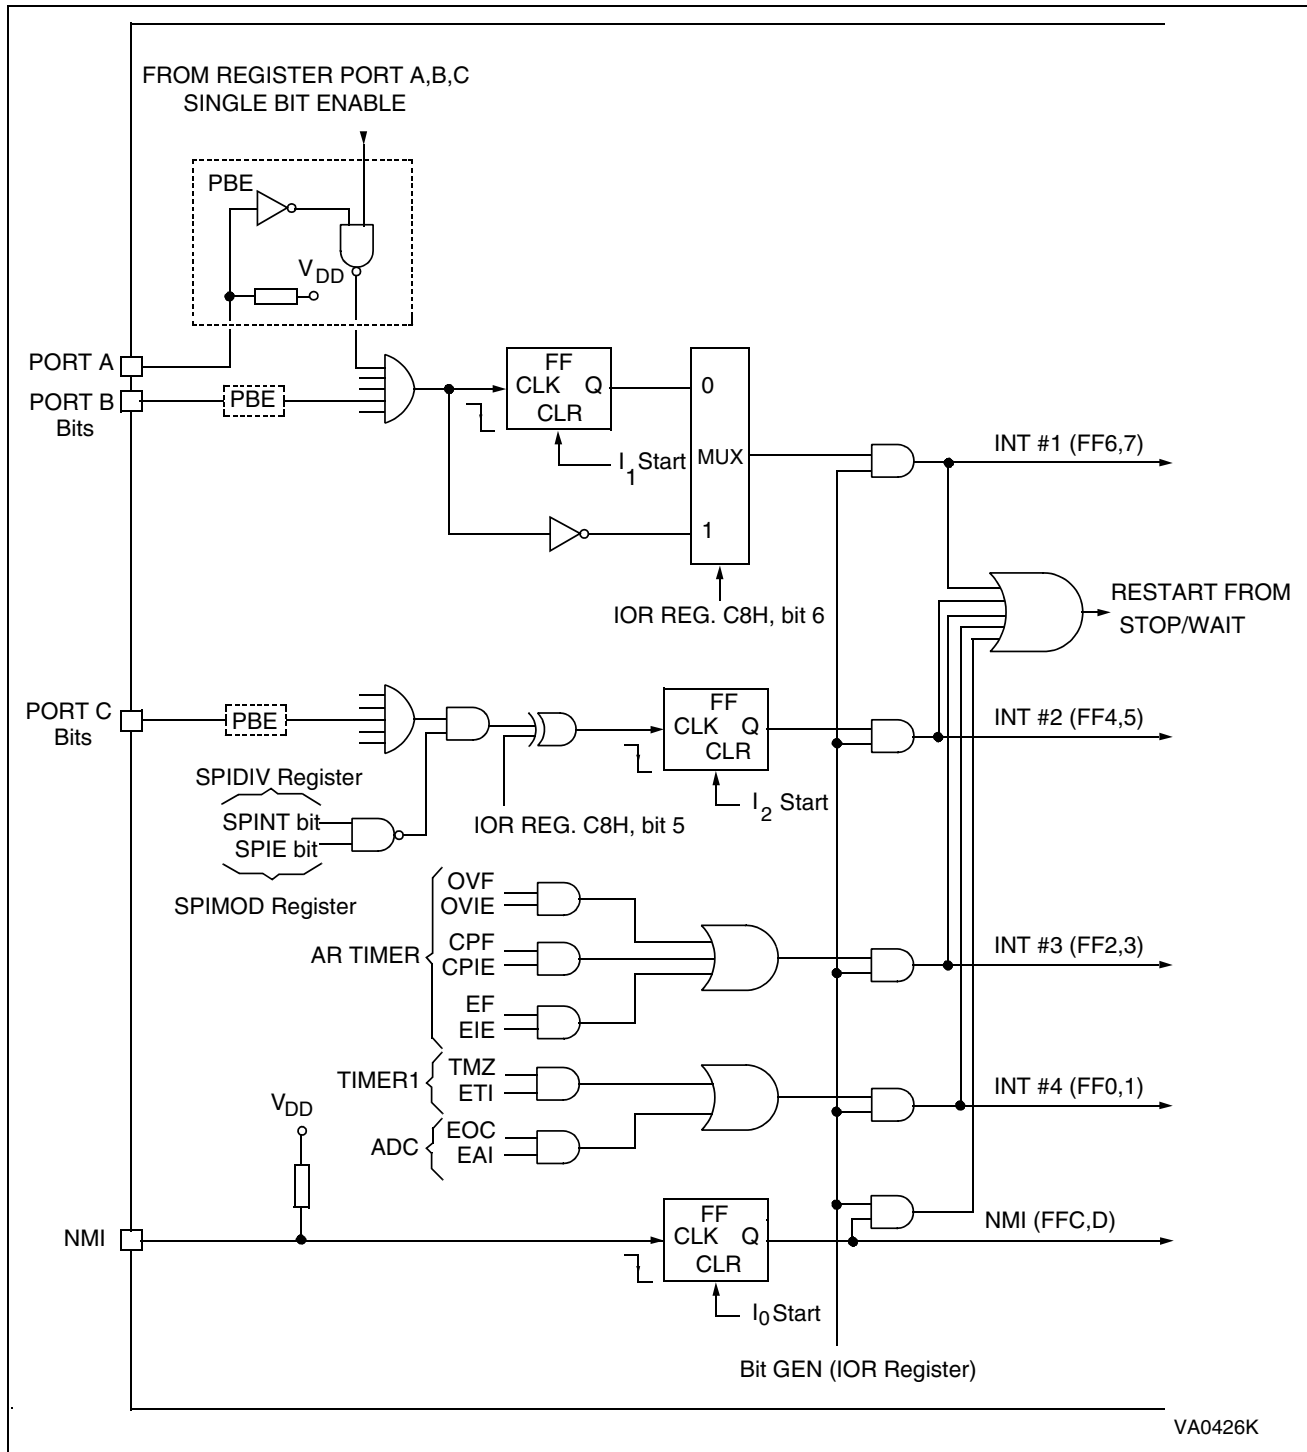 FROM REGISTER PORT A,B,C
SINGLE BIT ENABLE
PBE
VDD
PORT A
PORT B
Bits
PBE
FF
CLK Q
CLR
I1 Start
0
MUX
1
IOR REG. C8H, bit 6
INT #1 (FF6,7)
RESTART FROM
STOP/WAIT
PORT C
Bits
PBE
FF
CLK Q
CLR
I2 Start
INT #2 (FF4,5)
SPIDIV Register
SPINT bit
SPIE bit
SPIMOD Register
IOR REG. C8H, bit 5
AR TIMER
OVF
OVIE
CPF
CPIE
EF
EIE
INT #3 (FF2,3)
TIMER1
TMZ
ETI
ADC
EOC
EAI
INT #4 (FF0,1)
VDD
NMI
FF
CLK Q
CLR
I0 Start
NMI (FFC,D)
Bit GEN (IOR Register)
VA0426K